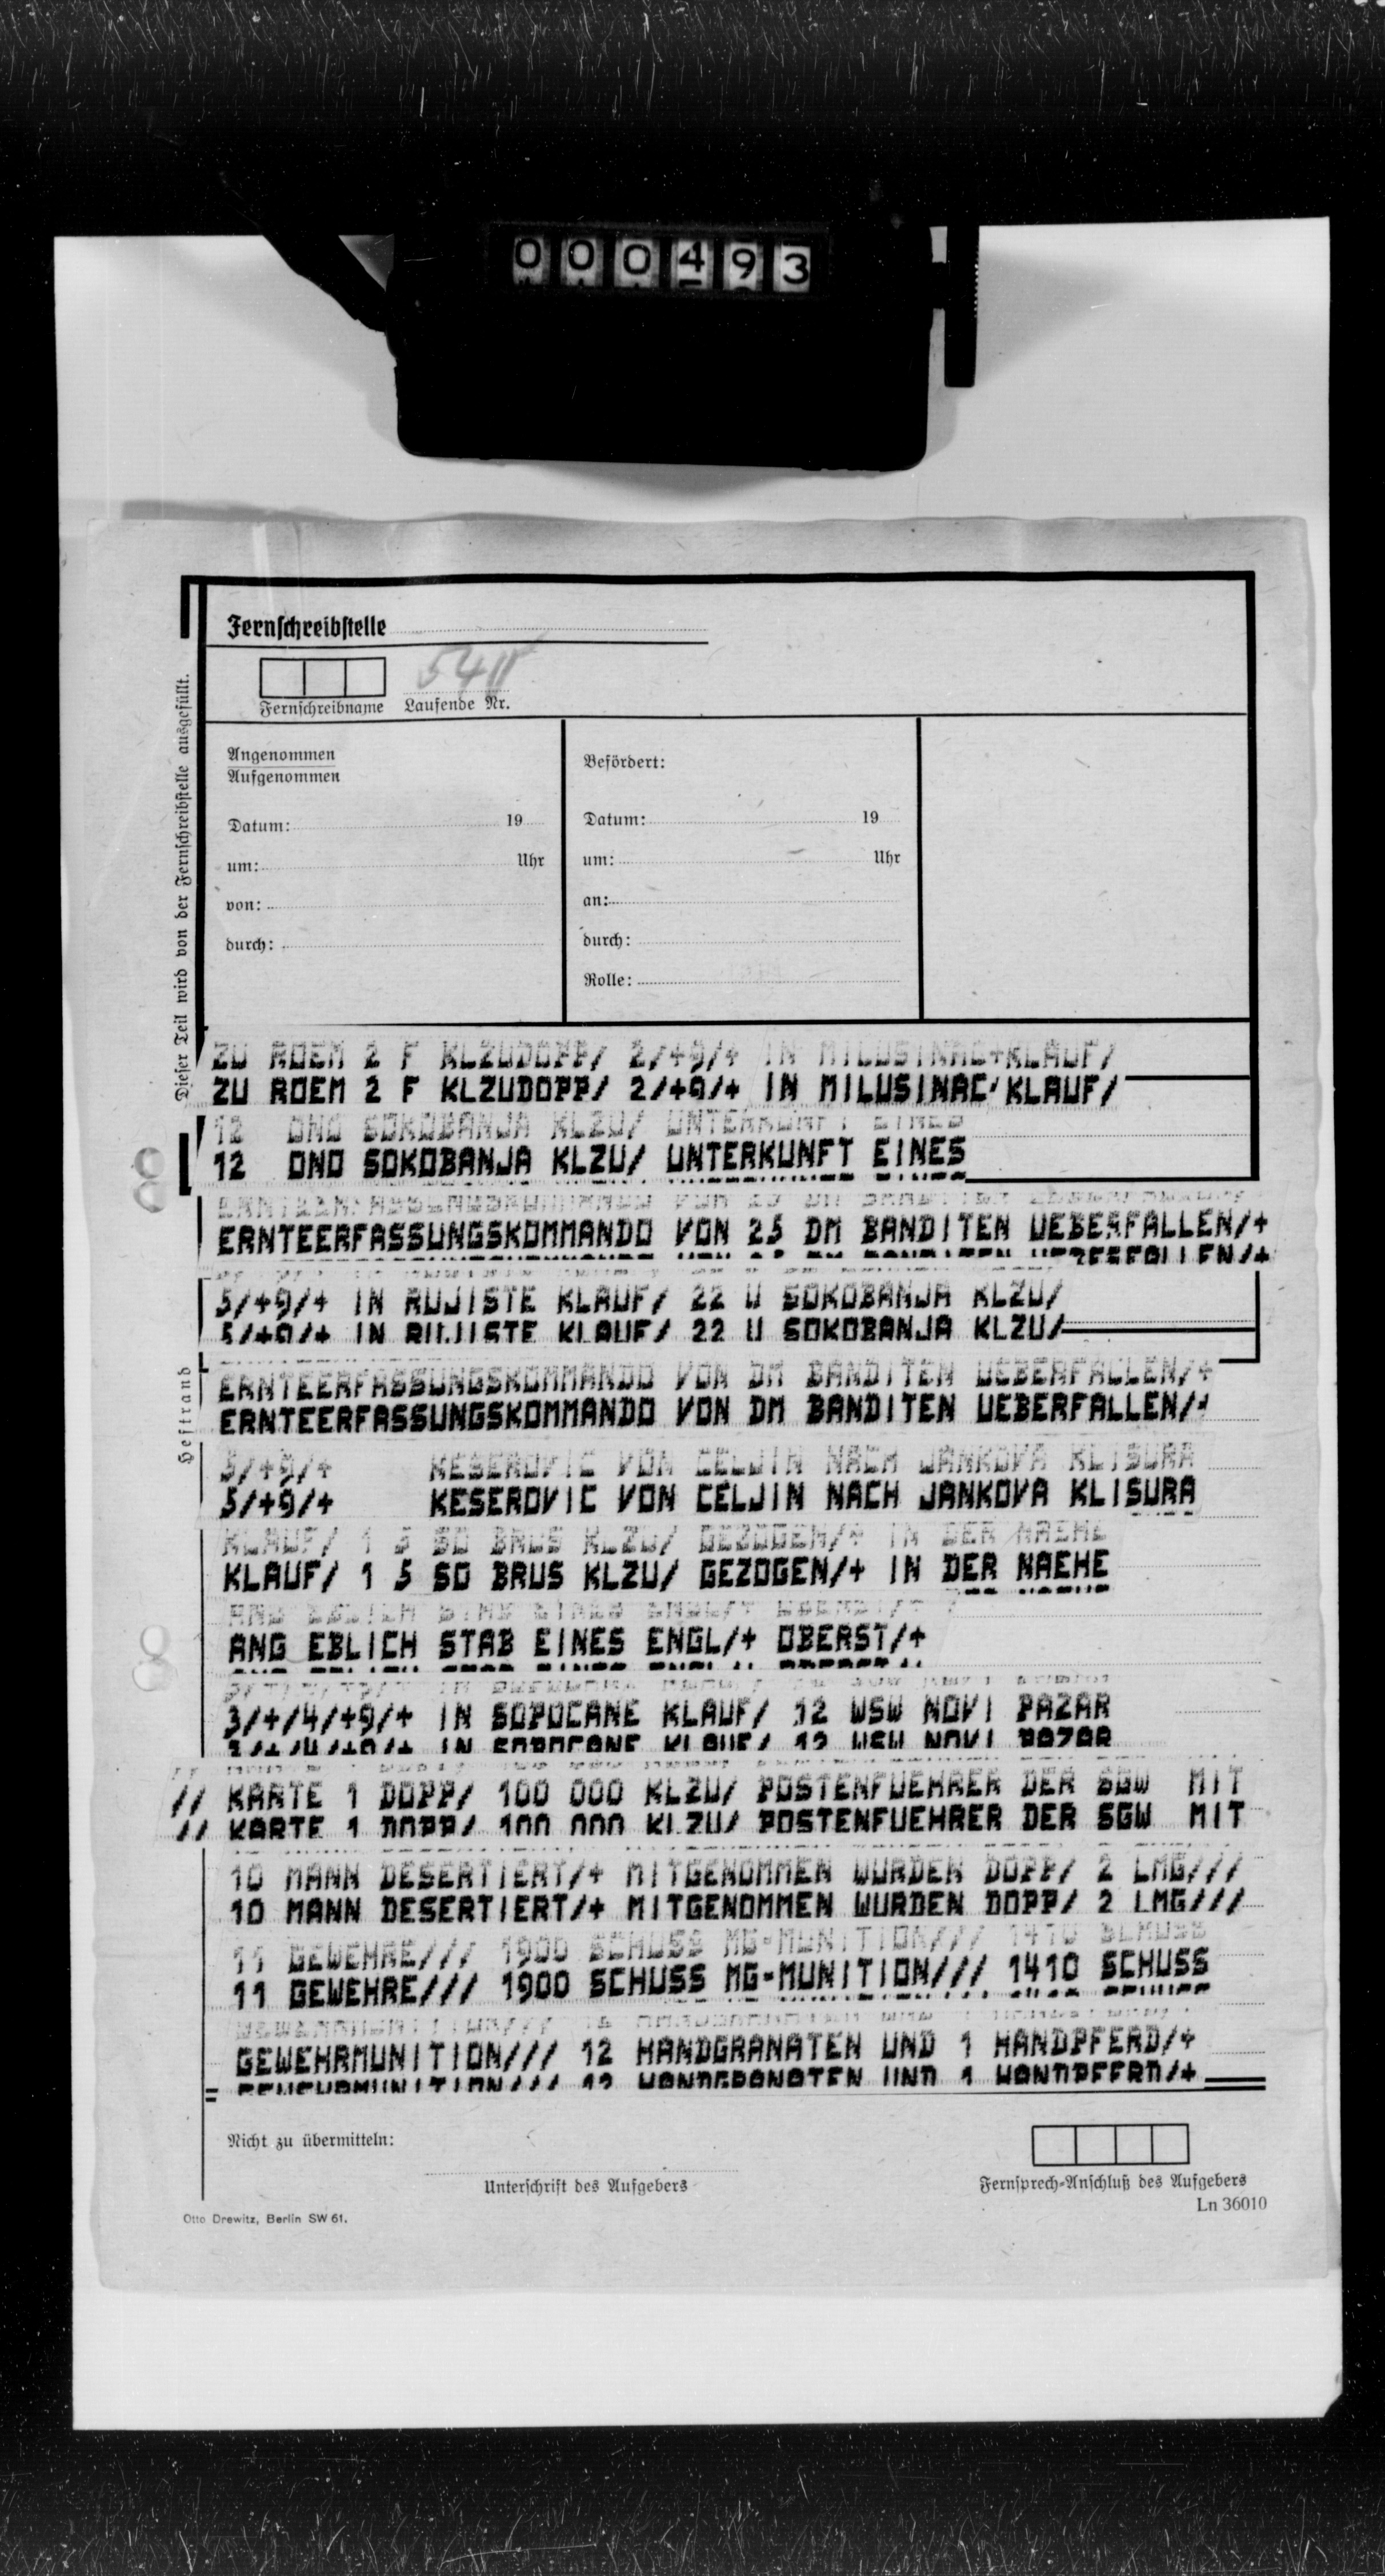 000493
Fernschreibstelle
Fernschreibname Laufende Nr.
Angenommen
Aufgenommen
Befördert:
Datum: 19
Datum: 19
um: Uhr
um: Uhr
von:
an:
durch:
durch:
Rolle:
Dieser Teil wird von der Fernschreibstelle ausgefüllt.
ZU ROEM 2 F KLZUDOPP/ 2/+9/+ IN MILUSINAC KLAUF/
12 ONO SOKOBANJA KLZU/ UNTERKUNFT EINES
ERNTEERFASSUNGSKOMMANDO VON 25 DM BANDITEN UEBERFALLEN/+
5/+9/+ IN RUJISTE KLAUF/ 22 U SOKOBANJA KLZU/
ERNTEERFASSUNGSKOMMANDO VON DM BANDITEN UEBERFALLEN/+
Heftrand
5/+9/+ KESEROVIC VON CELJIN NACH JANKOVA KLISURA
KLAUF/ 1 5 SO BRUS KLZU/ GEZOGEN/+ IN DER NAEHE
ANG EBLICH STAB EINES ENGL/+ OBERST/+
3/+/4/+9/+ IN SOPOCANE KLAUF/ 12 WSW NOVI PAZAR
// KARTE 1 DOPP/ 100 000 KLZU/ POSTENFUEHRER DER SGW MIT
10 MANN DESERTIERT/+ MITGENOMMEN WURDEN DOPP/ 2 LMG///
11 GEWEHRE/// 1900 SCHUSS MG-MUNITION/// 1410 SCHUSS
GEWEHRMUNITION/// 12 HANDGRANATEN UND 1 HANDPFERD/+
Nicht zu übermitteln:
Unterschrift des Aufgebers
Fernsprech-Anschluß des Aufgebers
Ln 36010
Otto Drewitz, Berlin SW 61.